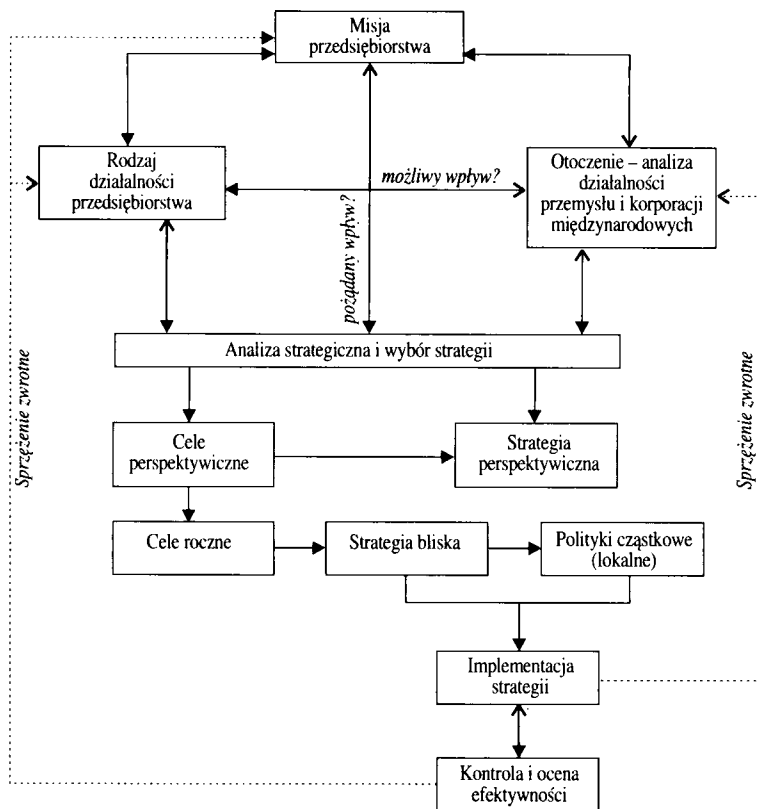 Misja
przedsiębiorstwa
Rodzaj
działalności
przedsiębiorstwa
możliwy wpływ?
Otoczenie – analiza
działalności
przemysłu i korporacji
międzynarodowych
pożądany wpływ?
Analiza strategiczna i wybór strategii
Sprzężenie zwrotne
Cele
perspektywiczne
Strategia
perspektywiczna
Sprzężenie zwrotne
Cele roczne
Strategia bliska
Polityki cząstkowe
(lokalne)
Implementacja
strategii
Kontrola i ocena
efektywności